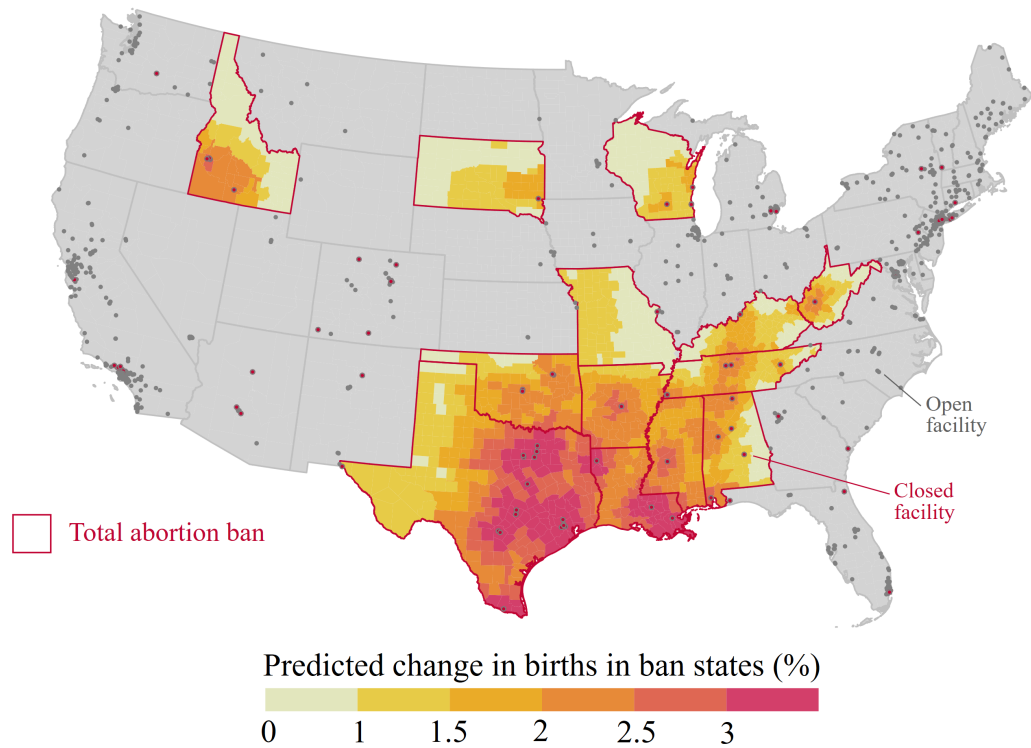 Open
facility
Closed
facility
Total abortion ban
Predicted change in births in ban states (%)
0 1 1.5 2 2.5 3